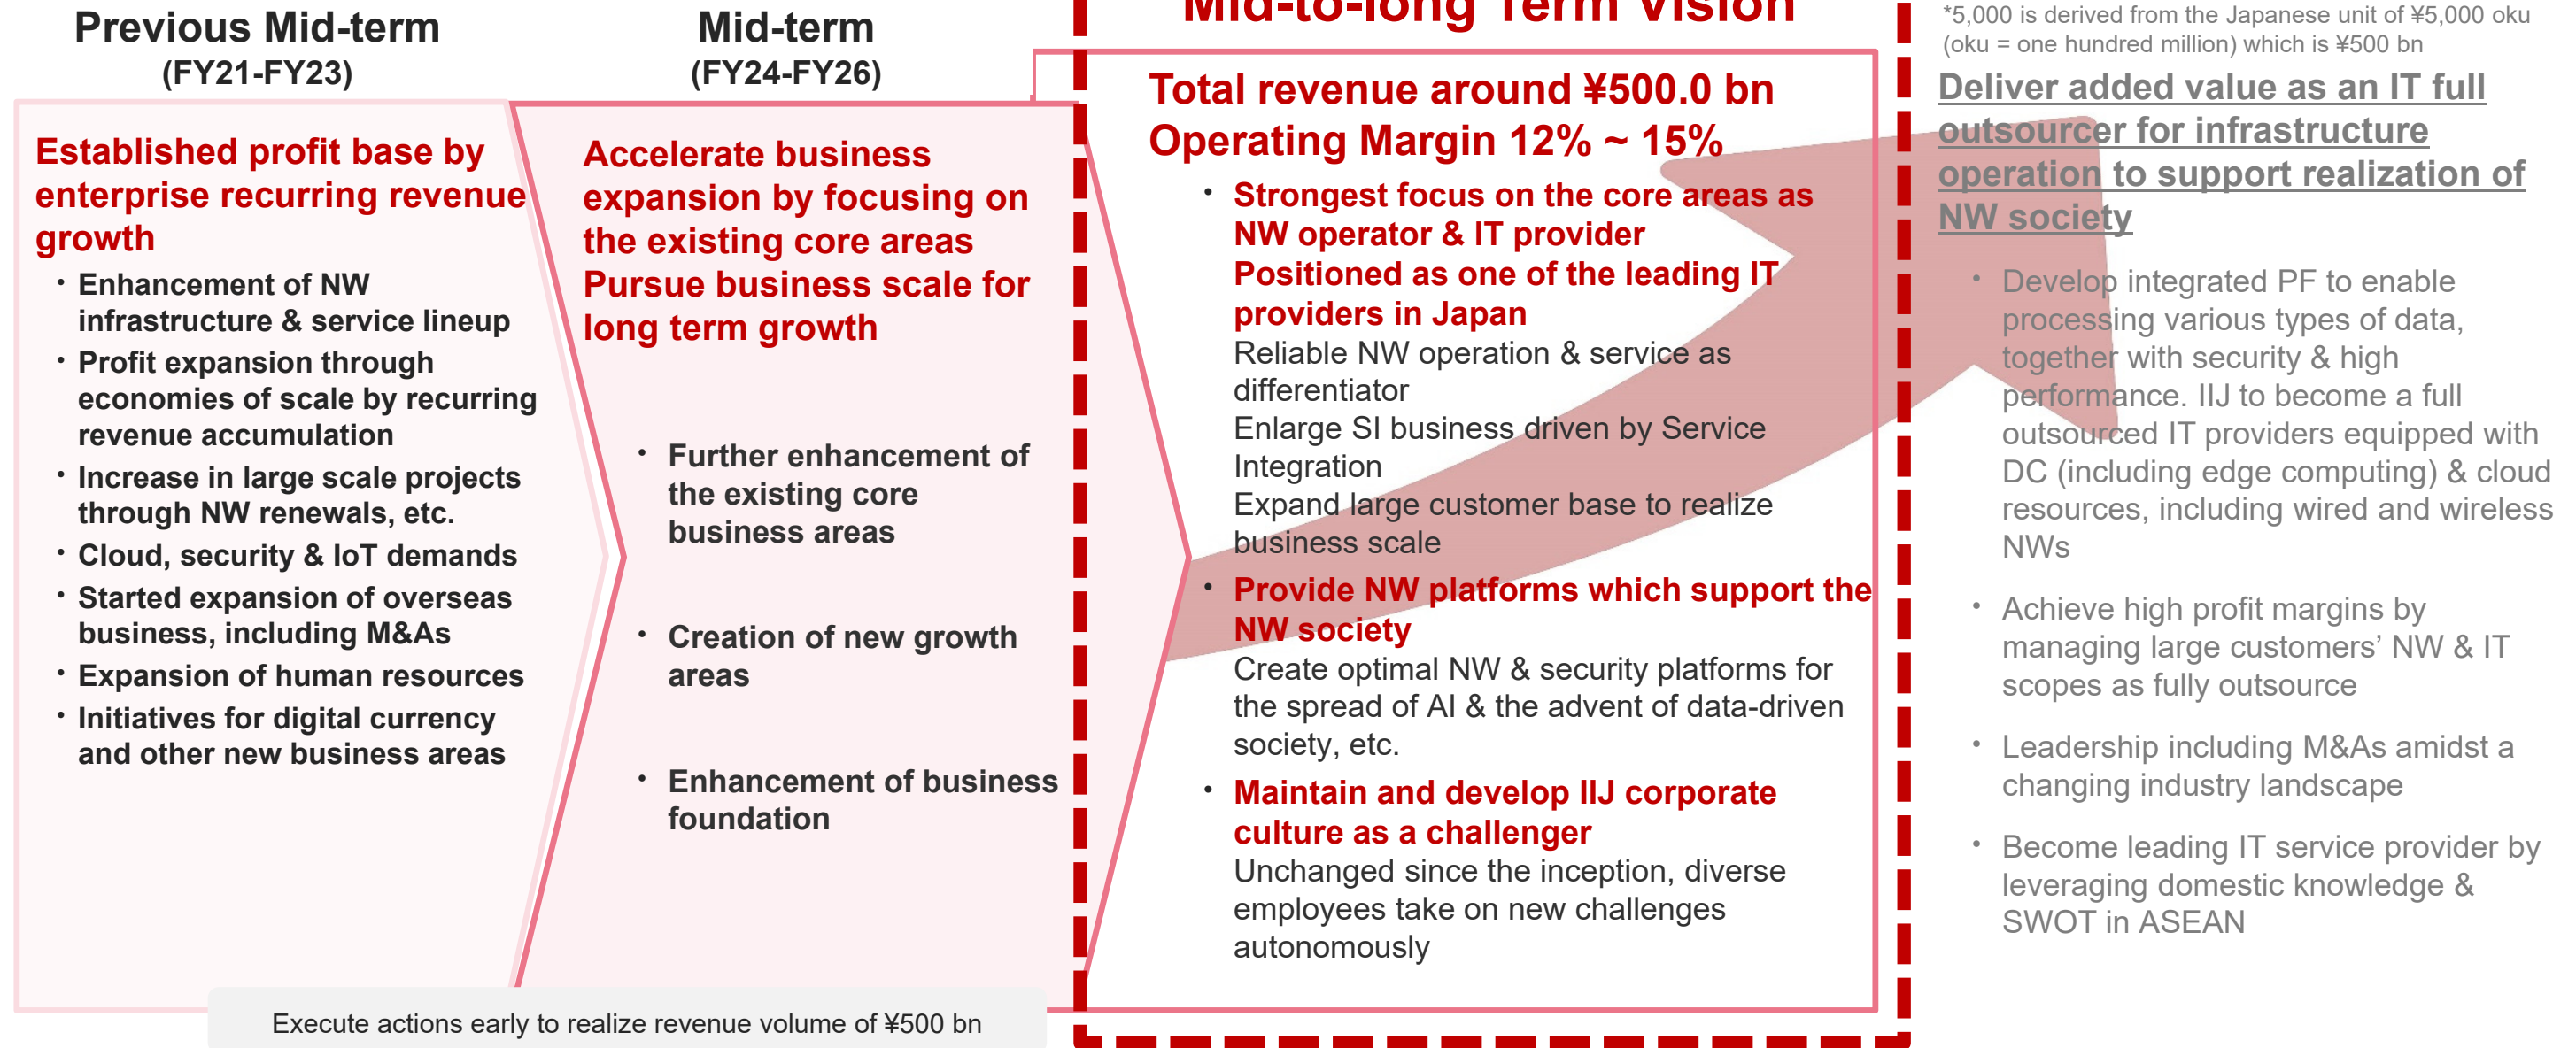 Previous Mid-term
(FY21-FY23)
Established profit base by
enterprise recurring revenue
growth
• Enhancement of NW
infrastructure & service lineup
• Profit expansion through
economies of scale by recurring
revenue accumulation
• Increase in large scale projects
through NW renewals, etc.
• Cloud, security & IoT demands
• Started expansion of overseas
business, including M&As
• Expansion of human resources
• Initiatives for digital currency
and other new business areas
Mid-term
(FY24-FY26)
Accelerate business
expansion by focusing on
the existing core areas
Pursue business scale for
long term growth
• Further enhancement of
the existing core
business areas
• Creation of new growth
areas
• Enhancement of business
foundation
Execute actions early to realize revenue volume of ¥500 bn
Mid-to-long Term Vision
Total revenue around ¥500.0 bn
Operating Margin 12% ~ 15%
• Strongest focus on the core areas as
NW operator & IT provider
Positioned as one of the leading IT
providers in Japan
Reliable NW operation & service as
differentiator
Enlarge SI business driven by Service
Integration
Expand large customer base to realize
business scale
• Provide NW platforms which support the
NW society
Create optimal NW & security platforms for
the spread of AI & the advent of data-driven
society, etc.
• Maintain and develop IIJ corporate
culture as a challenger
Unchanged since the inception, diverse
employees take on new challenges
autonomously
*5,000 is derived from the Japanese unit of ¥5,000 oku
(oku = one hundred million) which is ¥500 bn
Deliver added value as an IT full
outsourcer for infrastructure
operation to support realization of
NW society
• Develop integrated PF to enable
processing various types of data,
together with security & high
performance. IIJ to become a full
outsourced IT providers equipped with
DC (including edge computing) & cloud
resources, including wired and wireless
NWs
• Achieve high profit margins by
managing large customers’ NW & IT
scopes as fully outsource
• Leadership including M&As amidst a
changing industry landscape
• Become leading IT service provider by
leveraging domestic knowledge &
SWOT in ASEAN